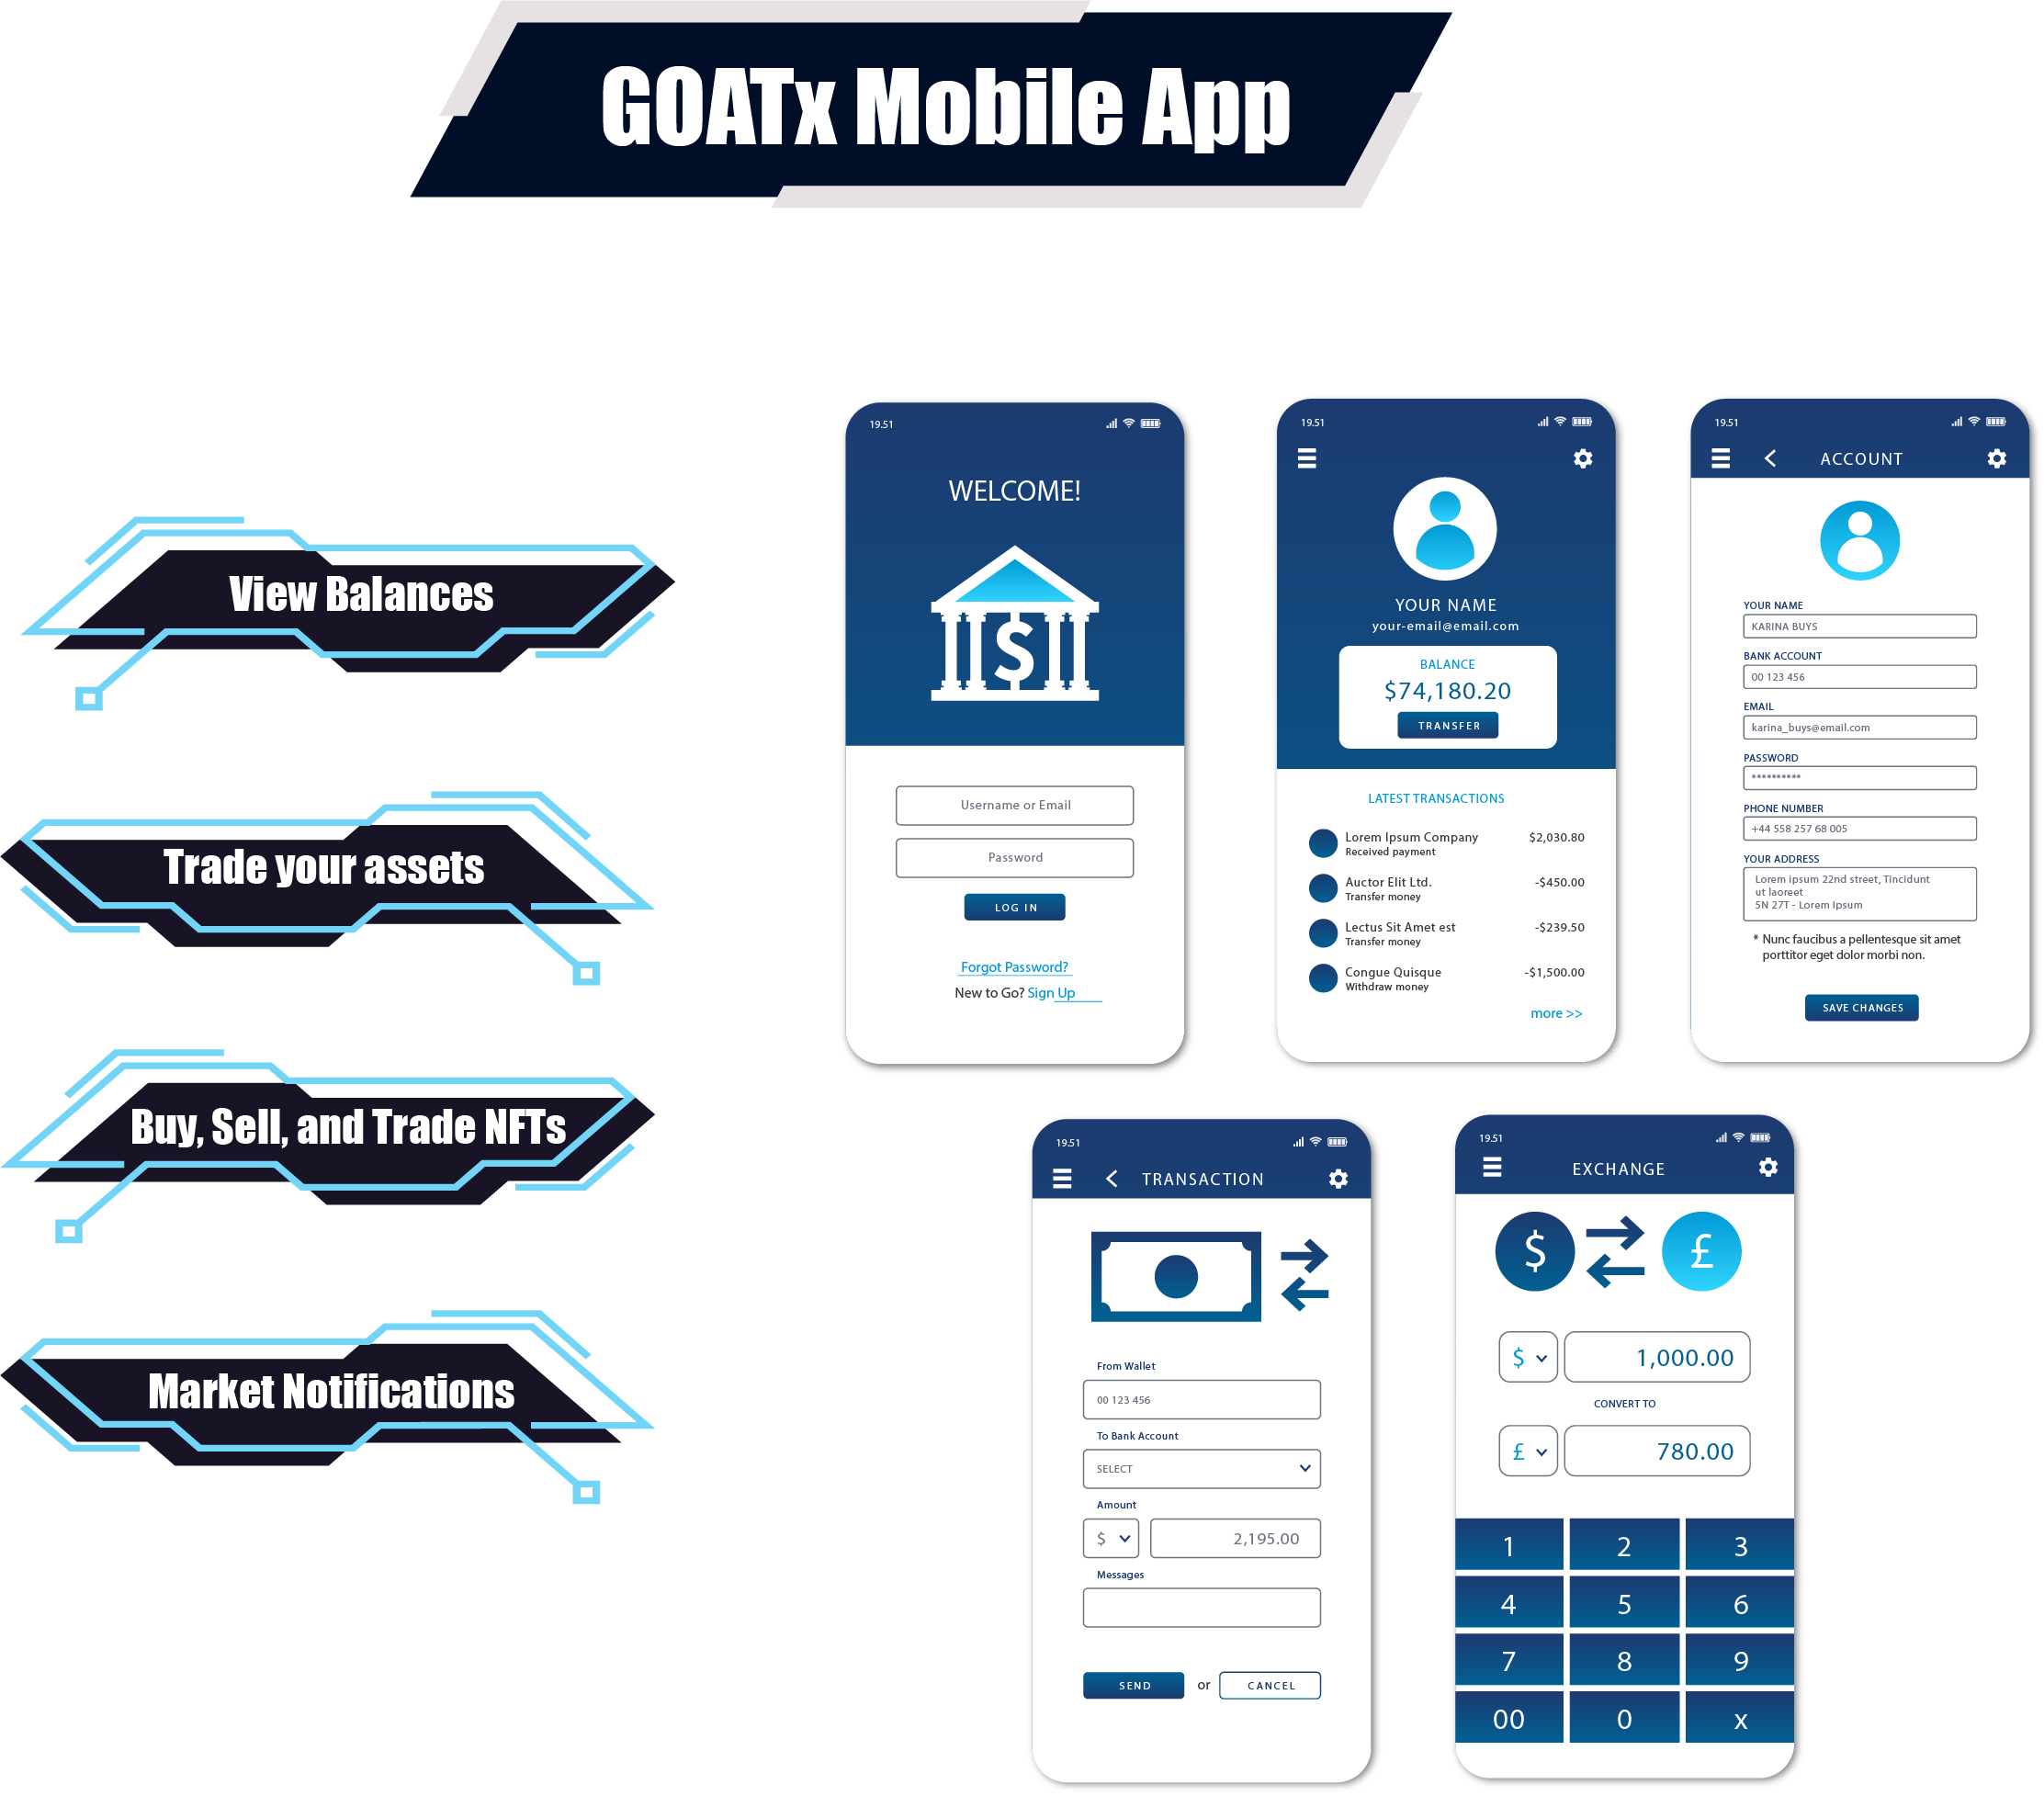 GOATx Mobile App
View Balances
Trade your assets
Buy, Sell, and Trade NFTs
Market Notifications
19.51
WELCOME!
$
Username or Email
Password
LOG IN
Forgot Password?
New to Go? Sign Up
19.51
YOUR NAME
your-email@email.com
BALANCE
$74,180.20
TRANSFER
LATEST TRANSACTIONS
Lorem Ipsum Company $2,030.80
Received payment
Auctor Elit Ltd. -$450.00
Transfer money
Lectus Sit Amet est -$239.50
Transfer money
Congue Quisque -$1,500.00
Withdraw money
more >>
19.51
< ACCOUNT
YOUR NAME
KARINA BUYS
BANK ACCOUNT
00 123 456
EMAIL
karina_buys@email.com
PASSWORD
**********
PHONE NUMBER
+44 558 257 68 005
YOUR ADDRESS
Lorem ipsum 22nd street, Tincidunt
ut laoreet
5N 27T - Lorem Ipsum
* Nunc faucibus a pellentesque sit amet
porttitor eget dolor morbi non.
SAVE CHANGES
19.51
< TRANSACTION
From Wallet
00 123 456
To Bank Account
SELECT
Amount
$ 2,195.00
Messages
SEND or CANCEL
19.51
EXCHANGE
$ £
$ 1,000.00
CONVERT TO
£ 780.00
1 2 3
4 5 6
7 8 9
00 0 x